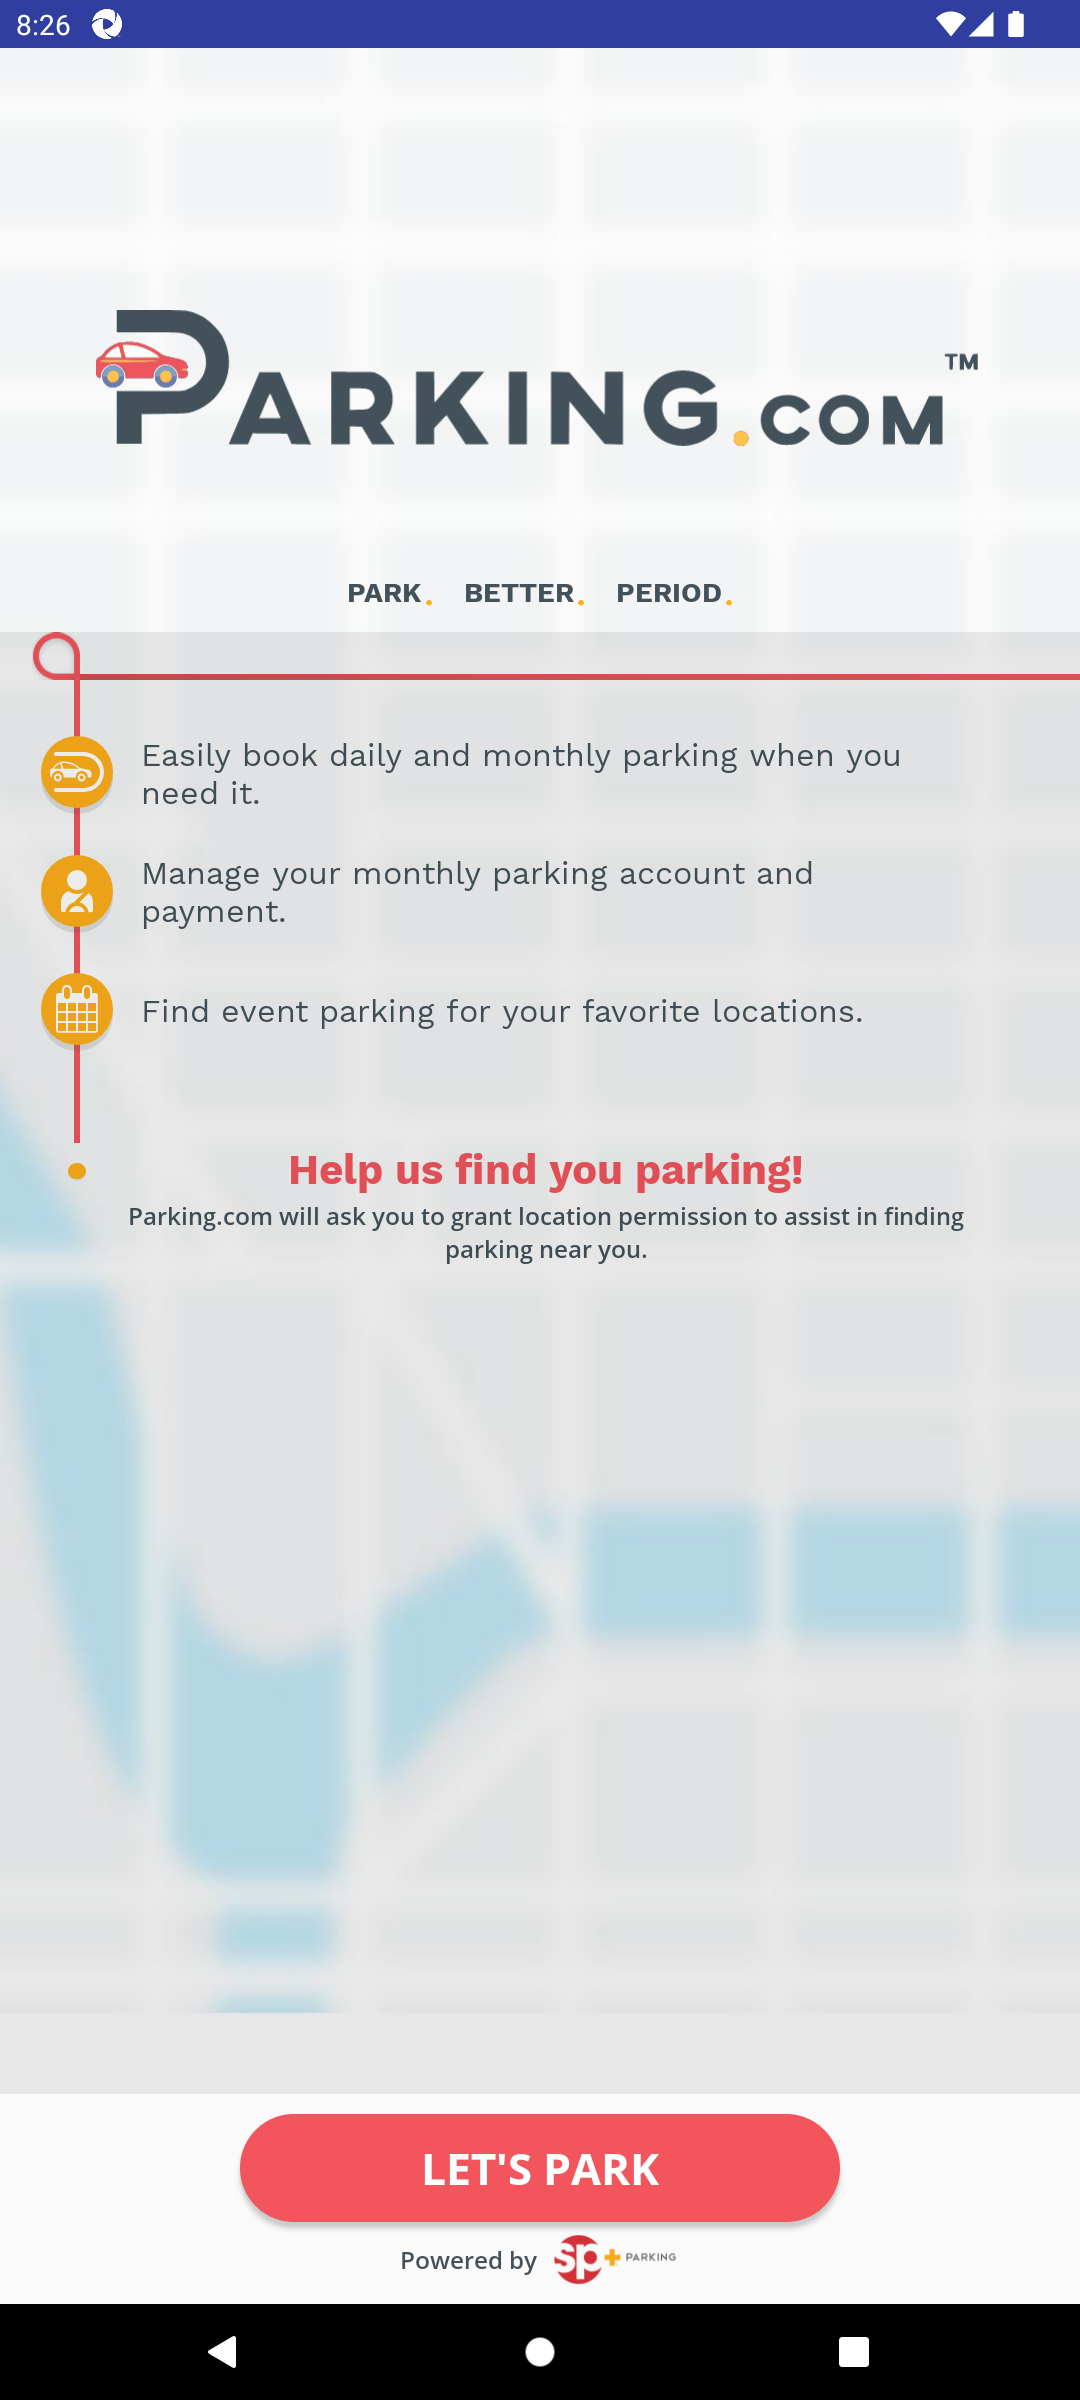 8:26
PARKING.COM™
PARK. BETTER. PERIOD.
Easily book daily and monthly parking when you
need it.
Manage your monthly parking account and
payment.
Find event parking for your favorite locations.
Help us find you parking!
Parking.com will ask you to grant location permission to assist in finding
parking near you.
LET'S PARK
Powered by sp+ PARKING